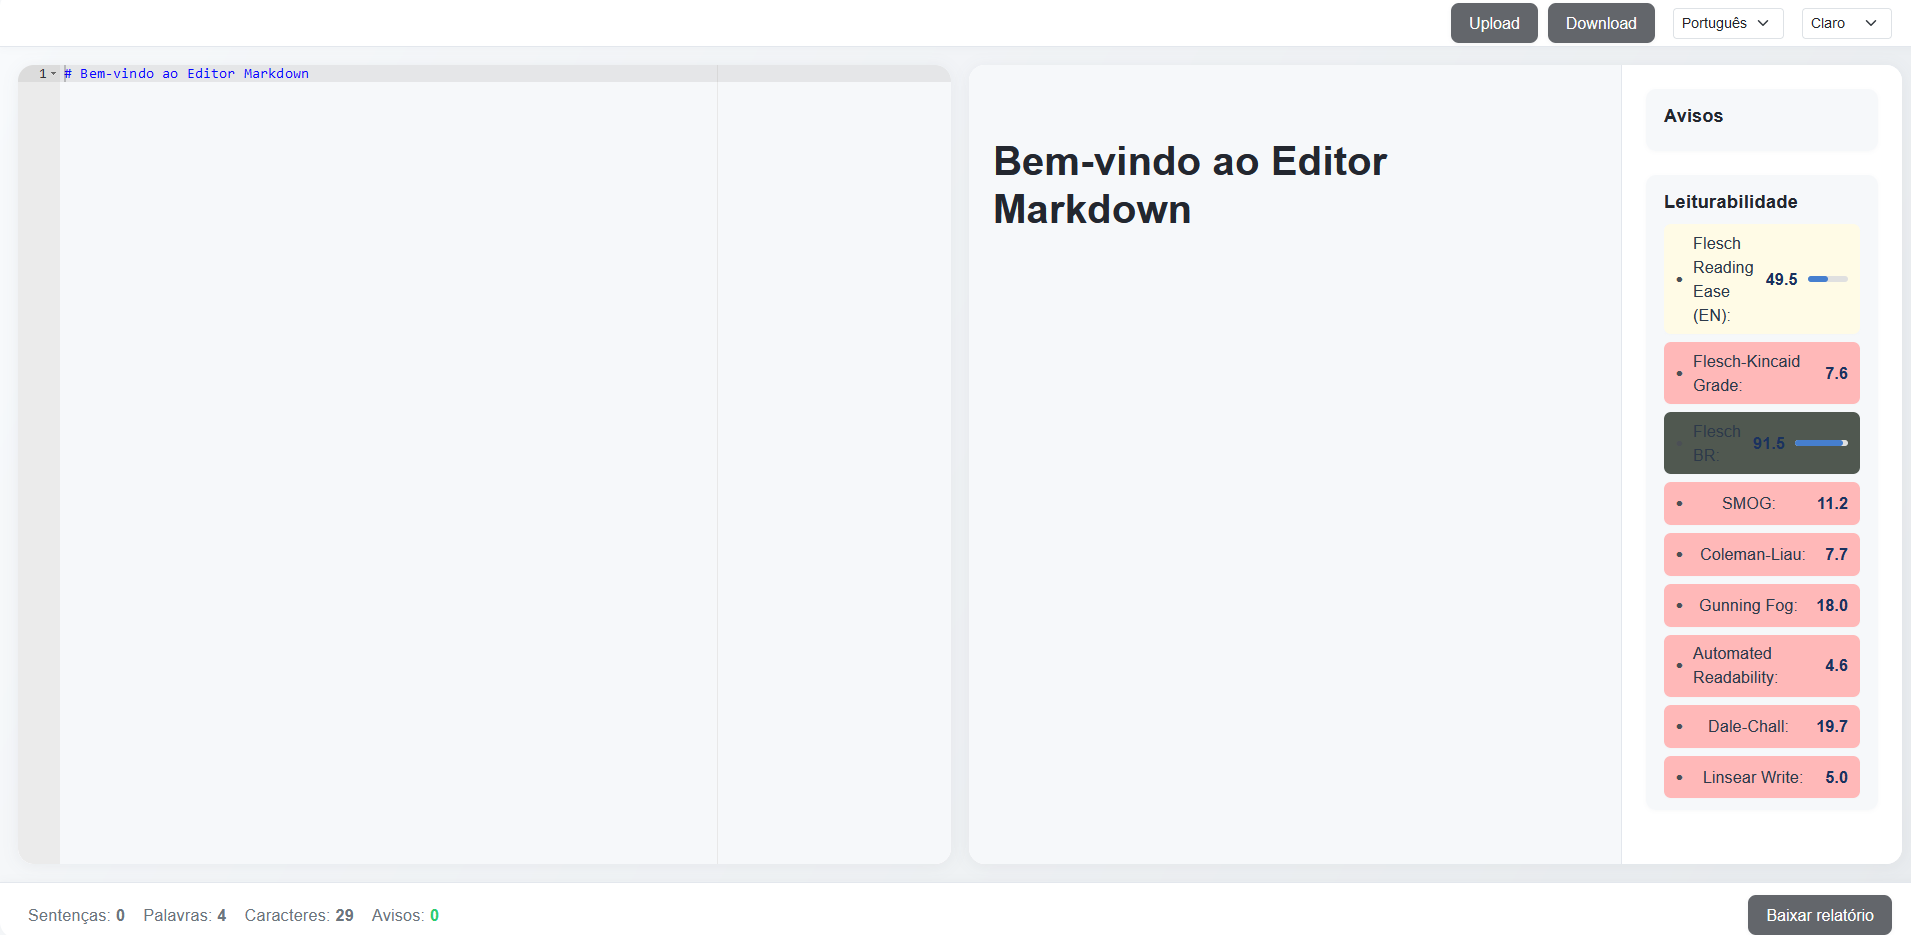 Upload Download Português Claro
1 # Bem-vindo ao Editor Markdown
Bem-vindo ao Editor
Markdown
Avisos
Leiturabilidade
Flesch
Reading
Ease
(EN):
49.5
Flesch-Kincaid
Grade:
7.6
Flesch
BR:
91.5
SMOG: 11.2
Coleman-Liau: 7.7
Gunning Fog: 18.0
Automated
Readability:
4.6
Dale-Chall: 19.7
Linsear Write: 5.0
Sentenças: 0 Palavras: 4 Caracteres: 29 Avisos: 0
Baixar relatório